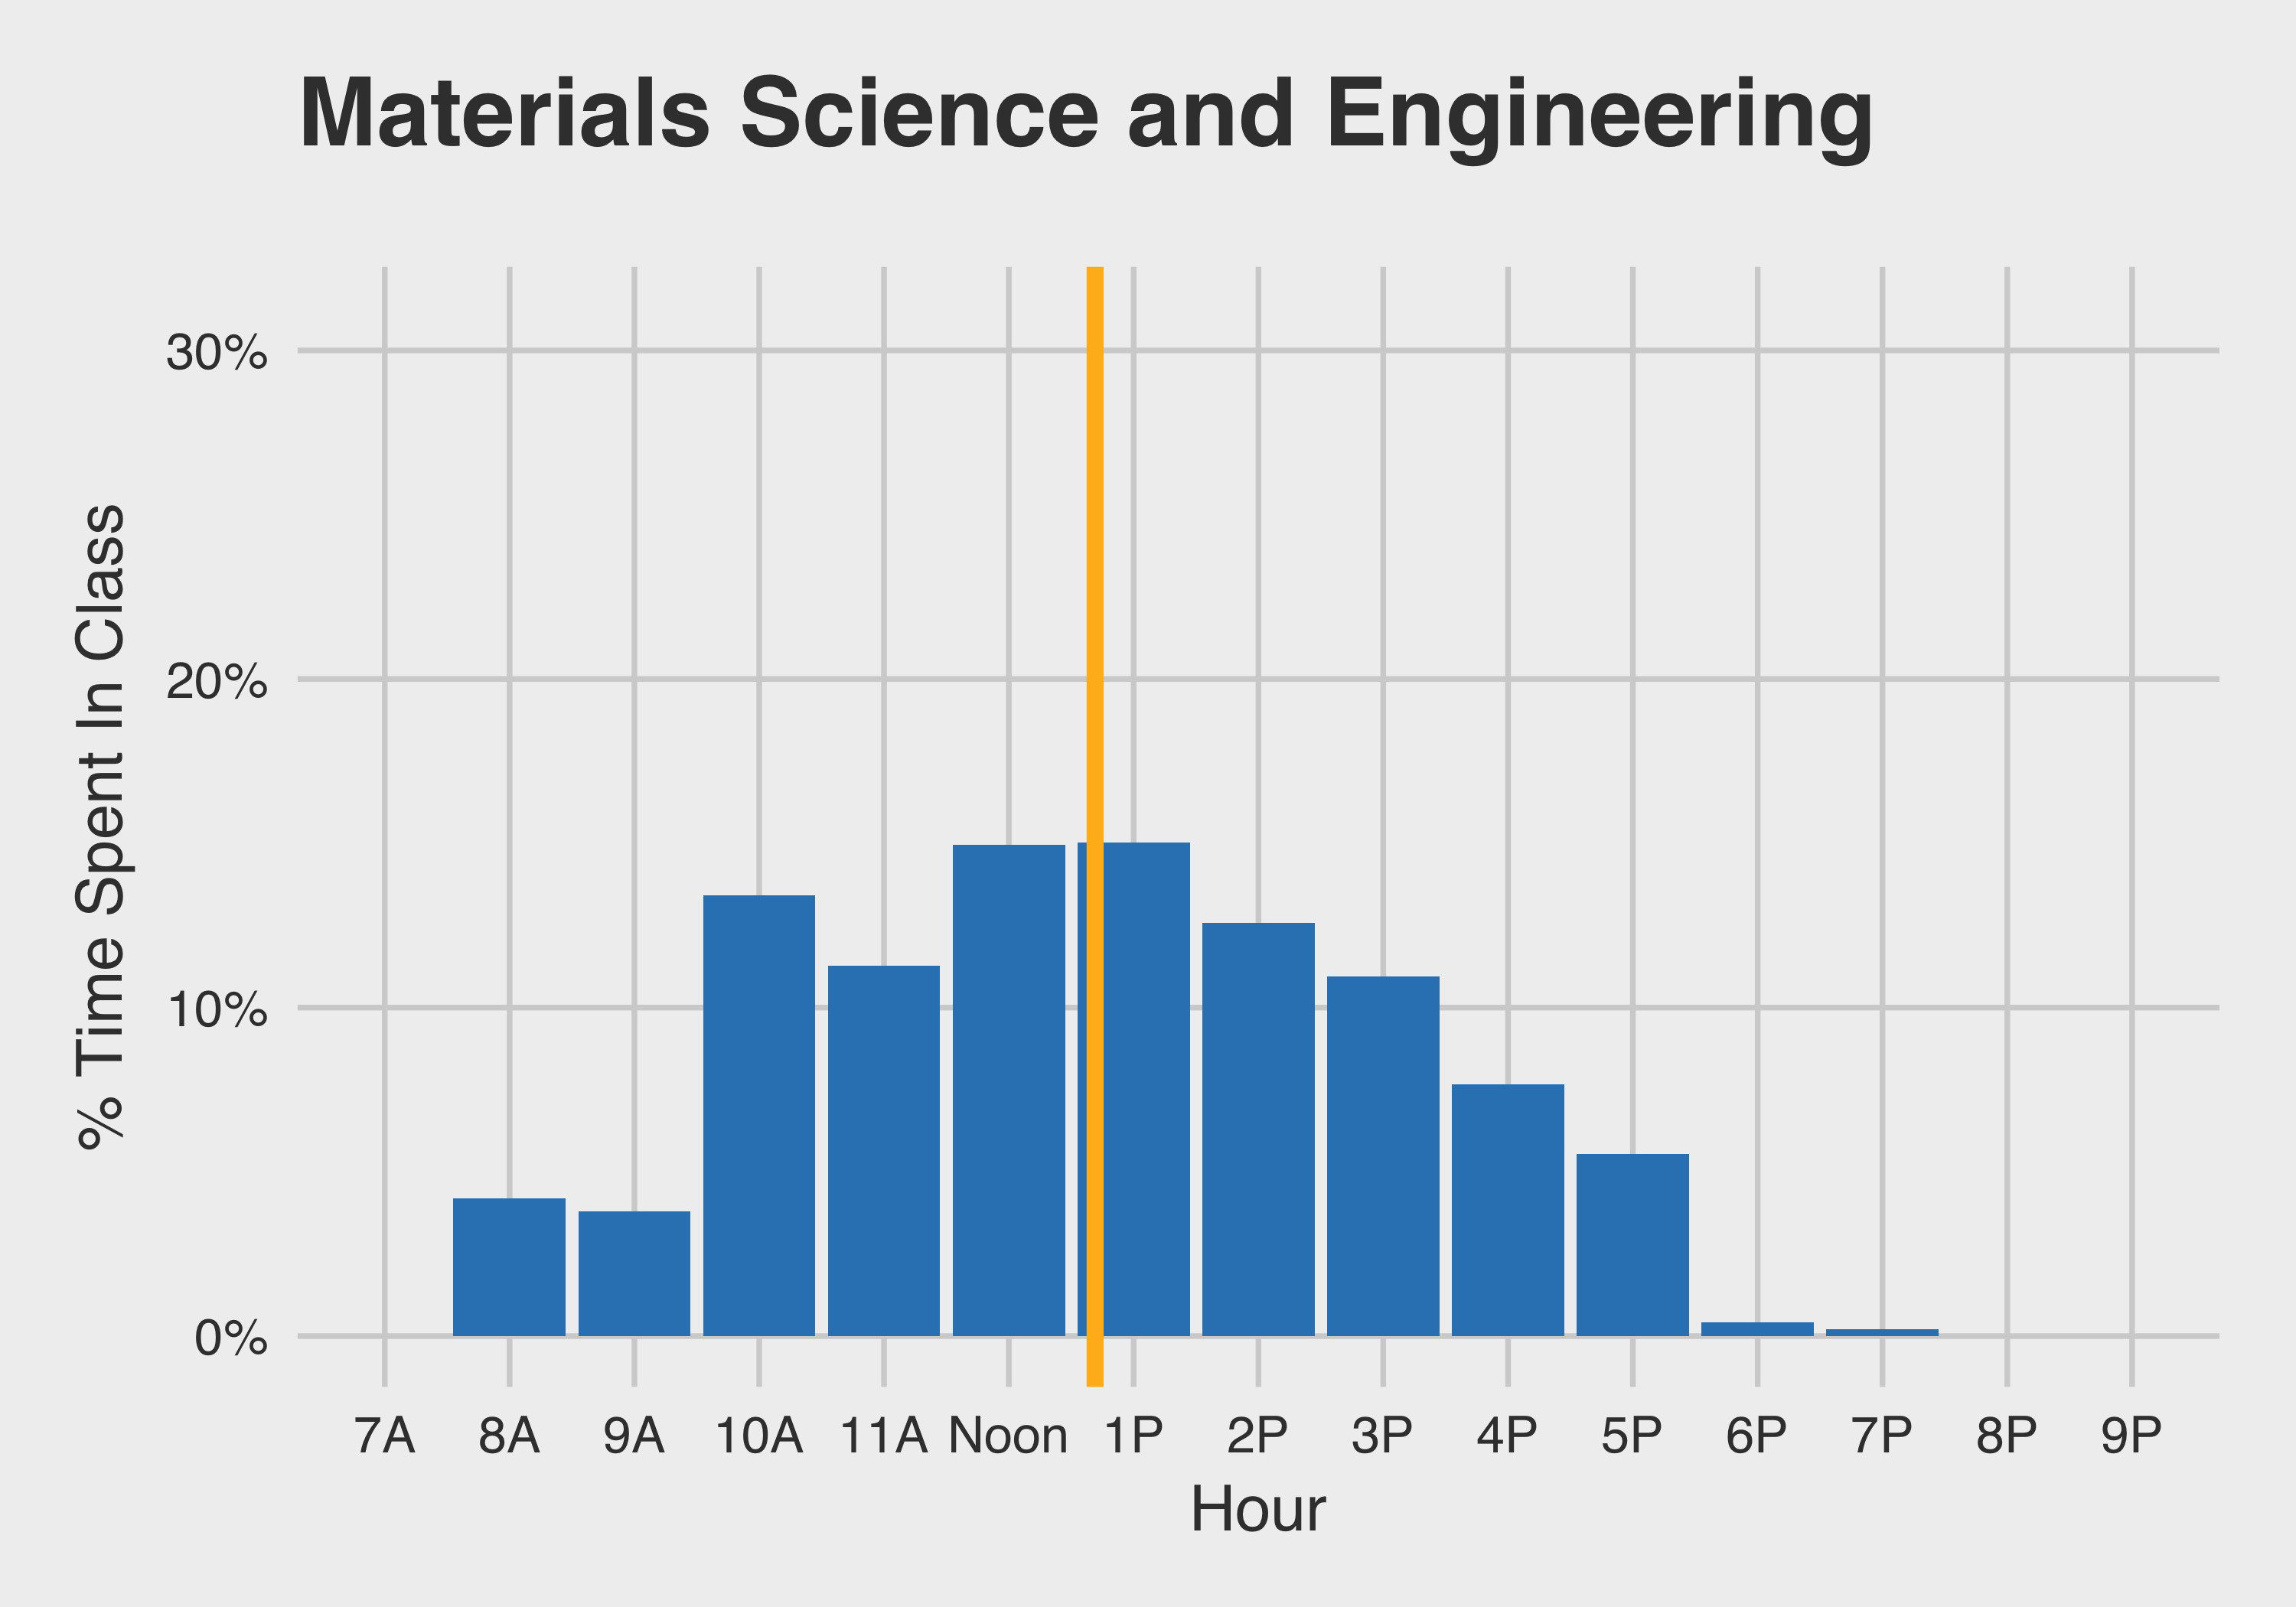 Materials Science and Engineering
30%
20%
10%
0%
% Time Spent In Class
7A 8A 9A 10A 11A Noon 1P 2P 3P 4P 5P 6P 7P 8P 9P
Hour